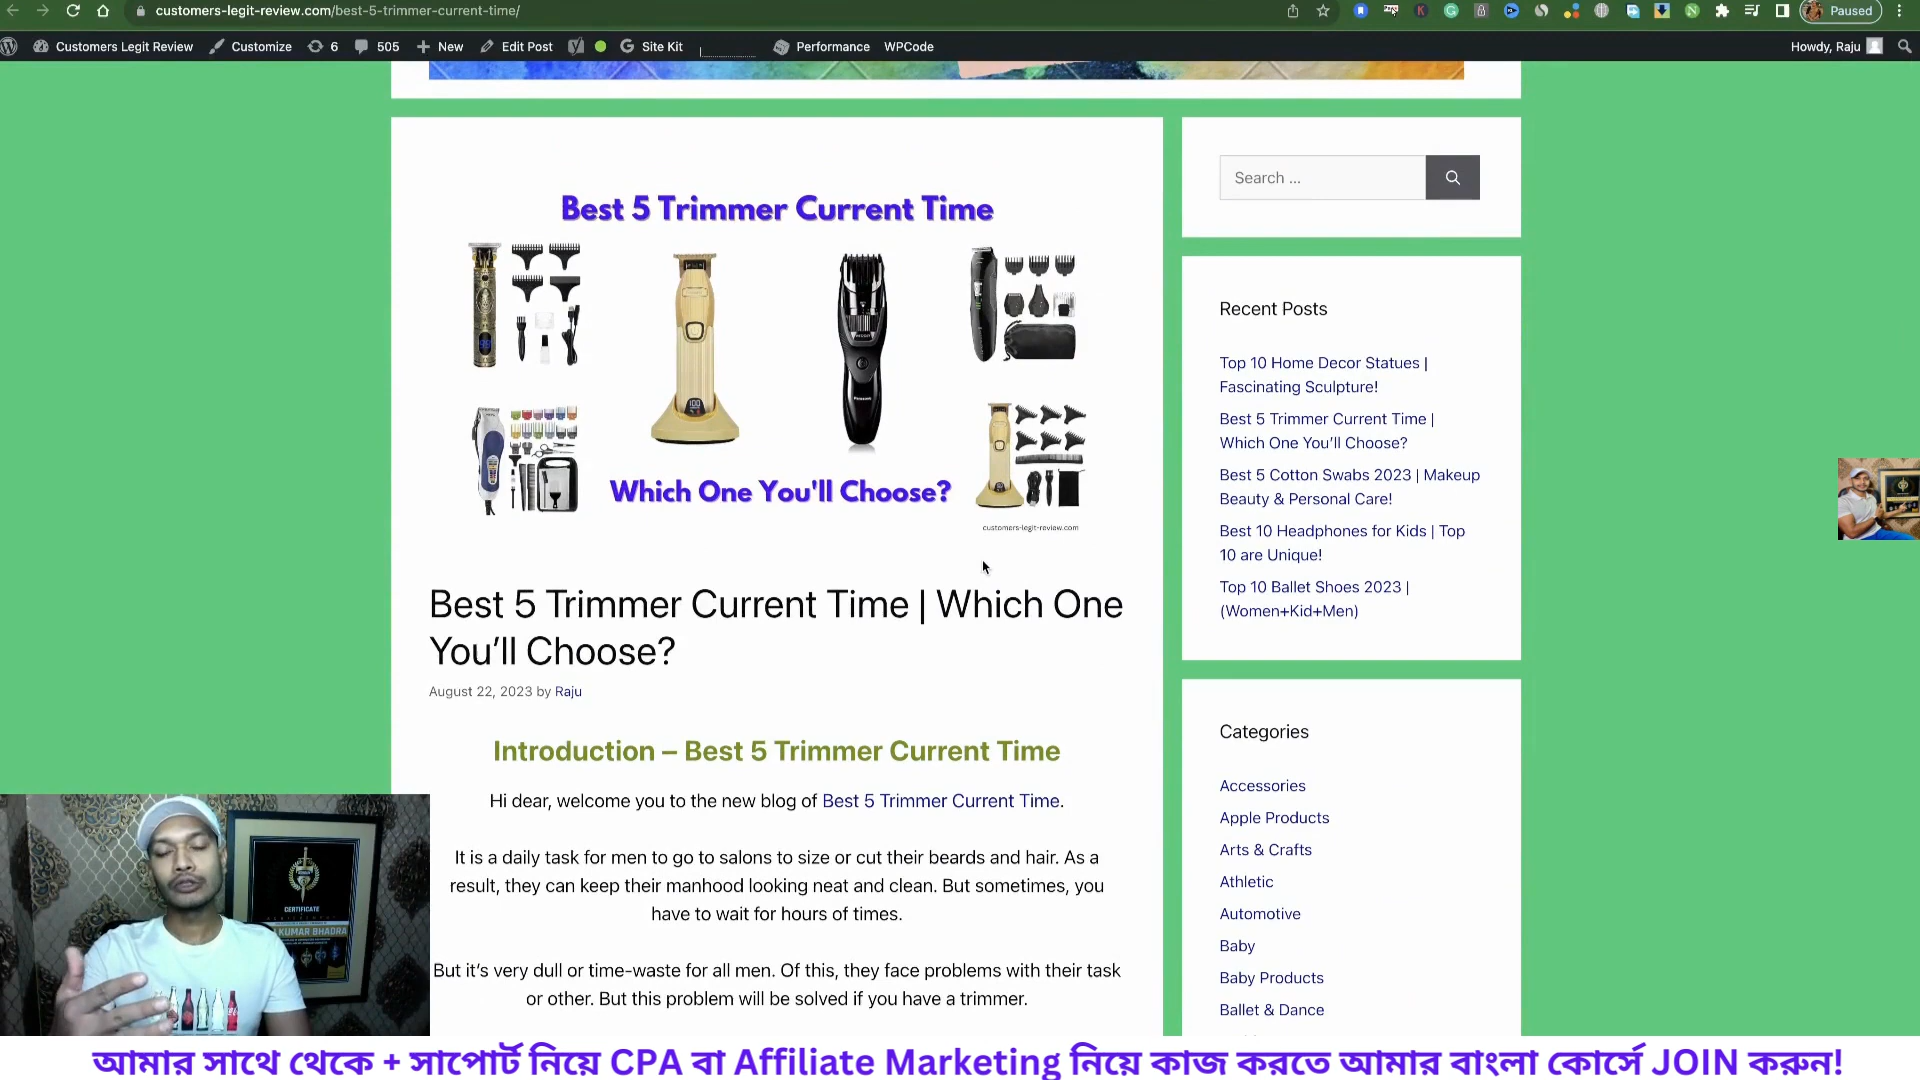 customers-legit-review.com/best-5-trimmer-current-time/
Paused
Customers Legit Review
Customize
6
505
New
Edit Post
Site Kit
Performance
WPCode
Howdy, Raju
Best 5 Trimmer Current Time
Which One You'll Choose?
customers-legit-review.com
Best 5 Trimmer Current Time | Which One
You’ll Choose?
August 22, 2023 by Raju
Introduction – Best 5 Trimmer Current Time
Hi dear, welcome you to the new blog of Best 5 Trimmer Current Time.
It is a daily task for men to go to salons to size or cut their beards and hair. As a
result, they can keep their manhood looking neat and clean. But sometimes, you
have to wait for hours of times.
But it’s very dull or time-waste for all men. Of this, they face problems with their task
or other. But this problem will be solved if you have a trimmer.
Search ...
Recent Posts
Top 10 Home Decor Statues |
Fascinating Sculpture!
Best 5 Trimmer Current Time |
Which One You’ll Choose?
Best 5 Cotton Swabs 2023 | Makeup
Beauty & Personal Care!
Best 10 Headphones for Kids | Top
10 are Unique!
Top 10 Ballet Shoes 2023 |
(Women+Kid+Men)
Categories
Accessories
Apple Products
Arts & Crafts
Athletic
Automotive
Baby
Baby Products
Ballet & Dance
CERTIFICATE
KUMAR BHADRA
আমার সাথে থেকে + সাপোর্ট নিয়ে CPA বা Affiliate Marketing নিয়ে কাজ করতে আমার বাংলা কোর্সে JOIN করুন!